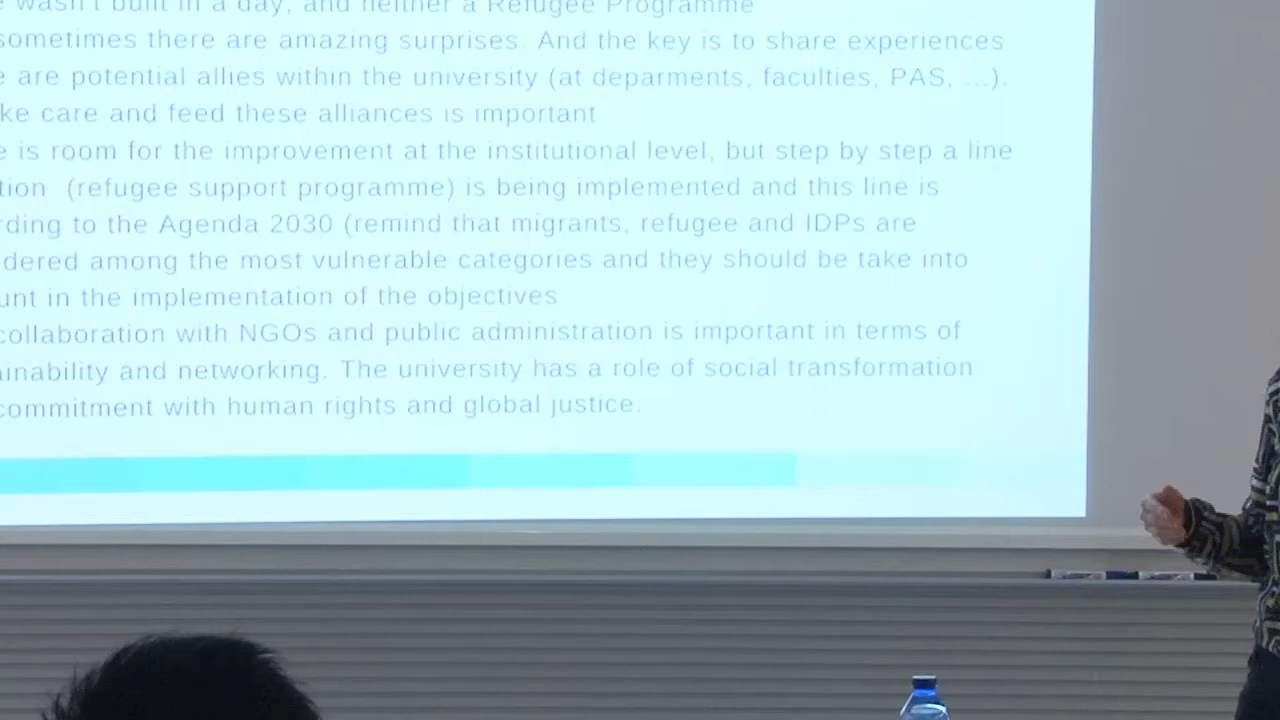 wasn't built in a day, and neither a Refugee Programme
sometimes there are amazing surprises. And the key is to share experiences
e are potential allies within the university (at deparments, faculties, PAS, ...).
ke care and feed these alliances is important
e is room for the improvement at the institutional level, but step by step a line
tion (refugee support programme) is being implemented and this line is
rding to the Agenda 2030 (remind that migrants, refugee and IDPs are
dered among the most vulnerable categories and they should be take into
unt in the implementation of the objectives
collaboration with NGOs and public administration is important in terms of
ainability and networking. The university has a role of social transformation
commitment with human rights and global justice.